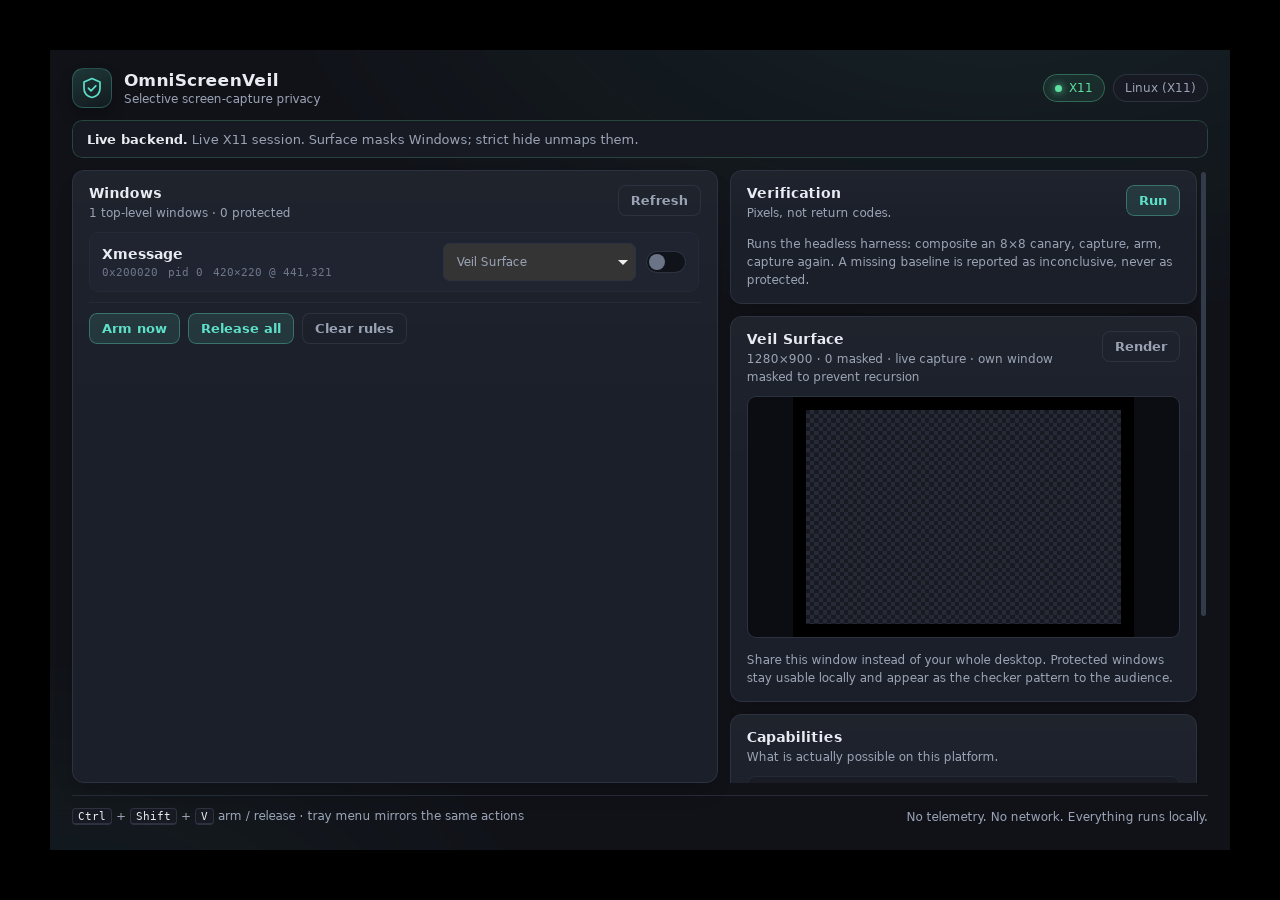 OmniScreenVeil
Selective screen-capture privacy
X11
Linux (X11)
Live backend. Live X11 session. Surface masks Windows; strict hide unmaps them.
Windows
1 top-level windows · 0 protected
Refresh
Xmessage
0x200020 pid 0 420×220 @ 441,321
Veil Surface
Arm now
Release all
Clear rules
Verification
Pixels, not return codes.
Run
Runs the headless harness: composite an 8×8 canary, capture, arm,
capture again. A missing baseline is reported as inconclusive, never as
protected.
Veil Surface
1280×900 · 0 masked · live capture · own window
masked to prevent recursion
Render
Share this window instead of your whole desktop. Protected windows
stay usable locally and appear as the checker pattern to the audience.
Capabilities
What is actually possible on this platform.
Ctrl + Shift + V arm / release · tray menu mirrors the same actions
No telemetry. No network. Everything runs locally.